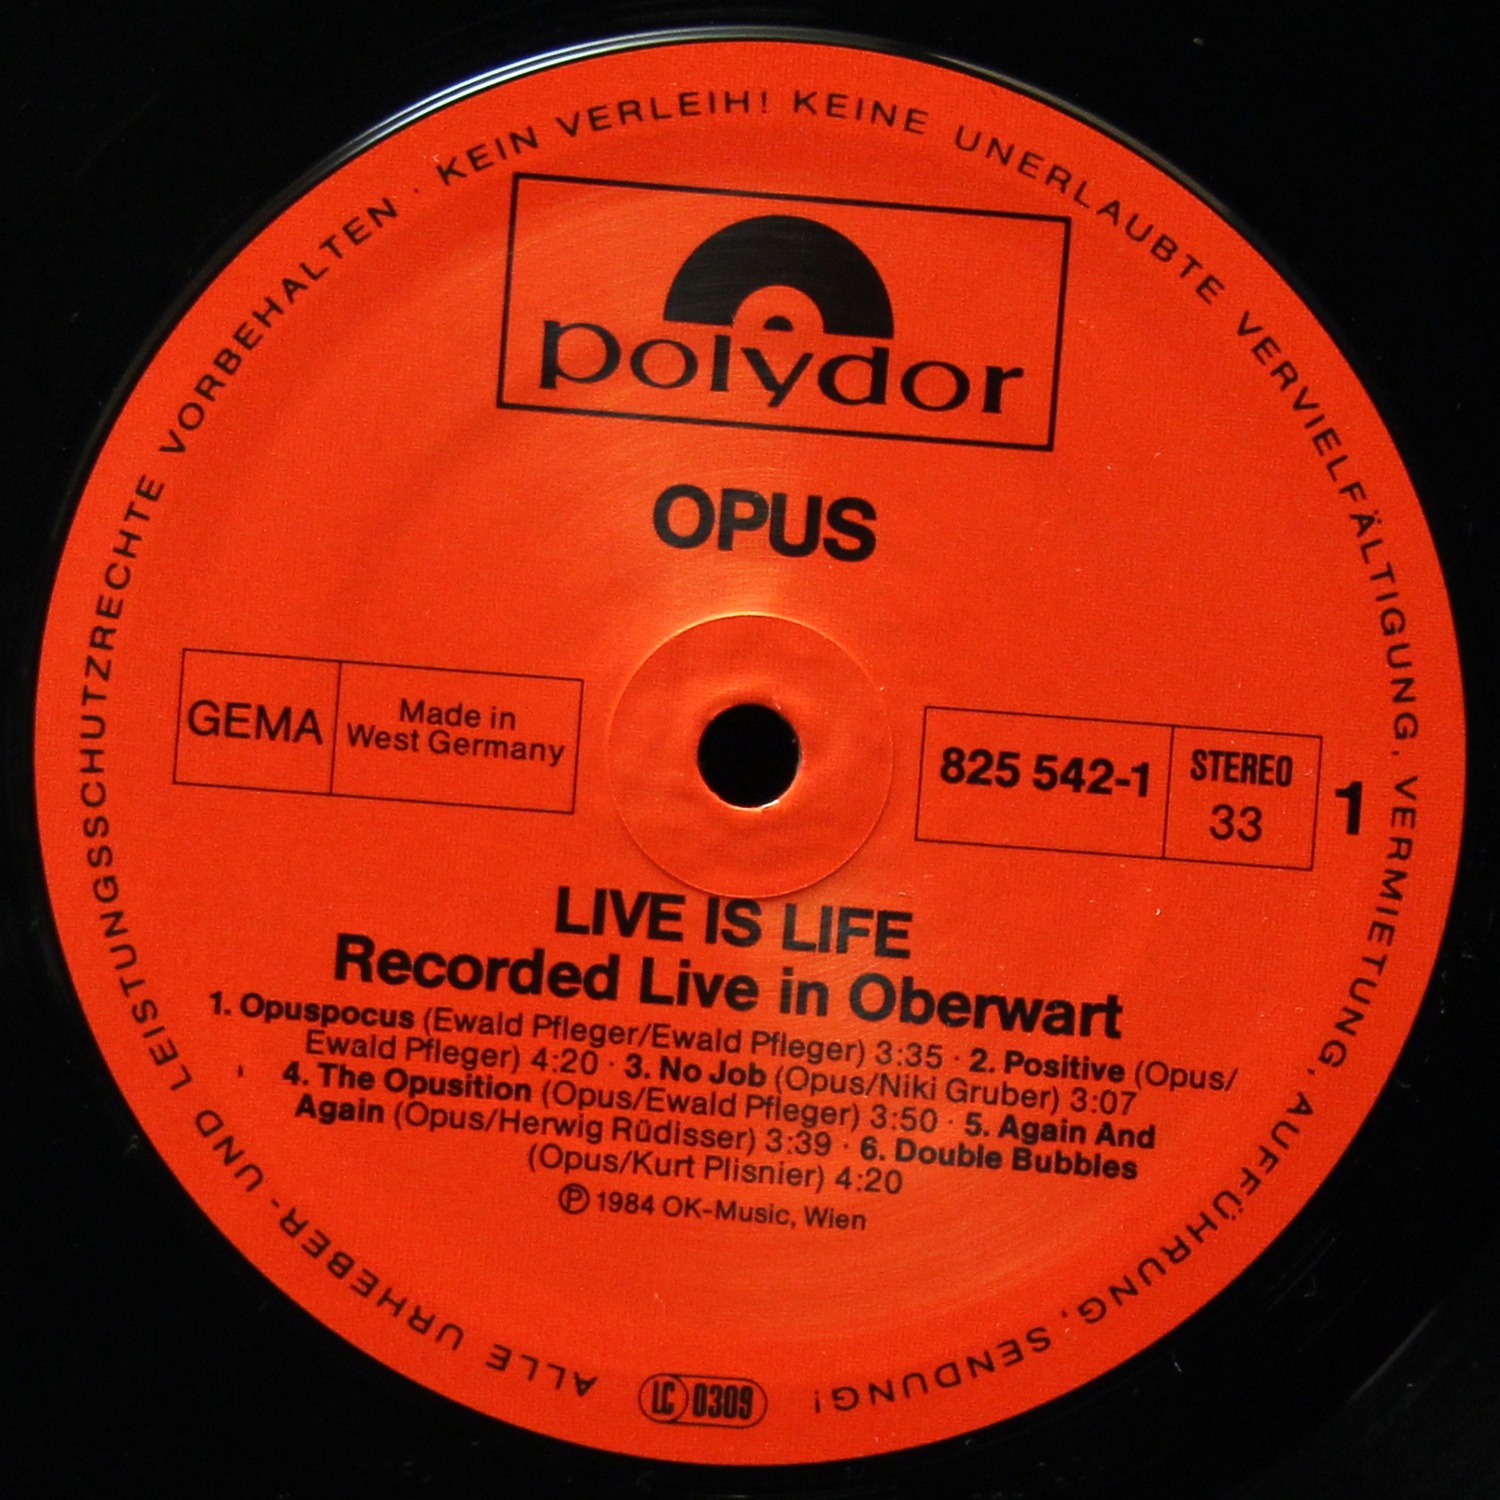 ALLE URHEBER- UND LEISTUNGSSCHUTZRECHTE VORBEHALTEN · KEIN VERLEIH! KEINE UNERLAUBTE VERVIELFÄLTIGUNG, VERMIETUNG, AUFFÜHRUNG, SENDUNG!
polydor
OPUS
GEMA
Made in
West Germany
825 542-1
STEREO
33
1
LIVE IS LIFE
Recorded Live in Oberwart
1. Opuspocus (Ewald Pfleger/Ewald Pfleger) 3:35 · 2. Positive (Opus/
Ewald Pfleger) 4:20 · 3. No Job (Opus/Niki Gruber) 3:07
4. The Opusition (Opus/Ewald Pfleger) 3:50 · 5. Again And
Again (Opus/Herwig Rüdisser) 3:39 · 6. Double Bubbles
(Opus/Kurt Plisnier) 4:20
Ⓟ 1984 OK-Music, Wien
LC 0309